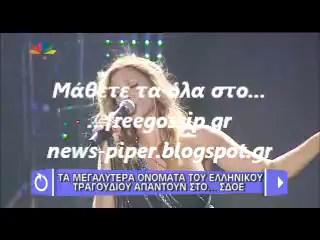 Μάθετε τα όλα στο...
freegossip.gr
news-piper.blogspot.gr
ΤΑ ΜΕΓΑΛΥΤΕΡΑ ΟΝΟΜΑΤΑ ΤΟΥ ΕΛΛΗΝΙΚΟΥ
ΤΡΑΓΟΥΔΙΟΥ ΑΠΑΝΤΟΥΝ ΣΤΟ... ΣΔΟΕ